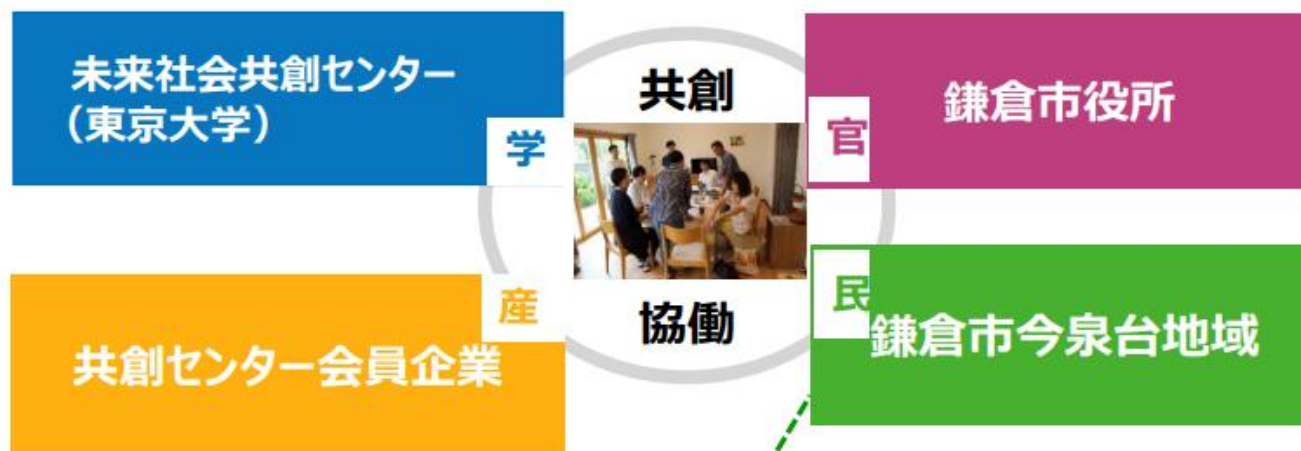 未来社会共創センター
（東京大学）
学
共創
官
鎌倉市役所
産
共創センター会員企業
協働
民
鎌倉市今泉台地域